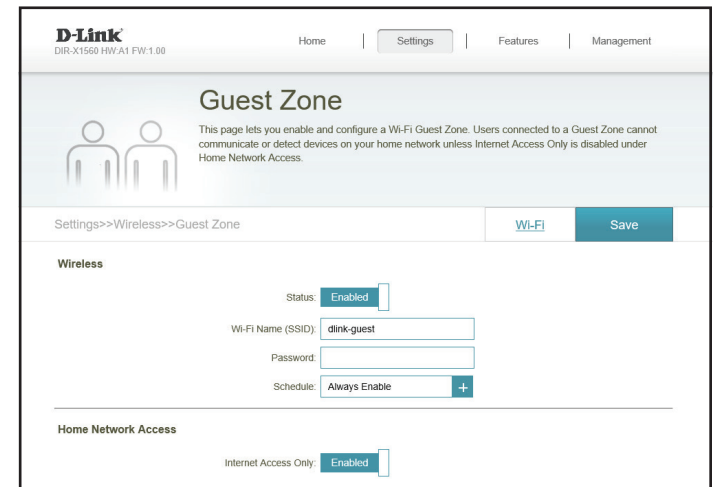 D-Link
DIR-X1560 HW:A1 FW:1.00
Home
Settings
Features
Management
Guest Zone
This page lets you enable and configure a Wi-Fi Guest Zone. Users connected to a Guest Zone cannot
communicate or detect devices on your home network unless Internet Access Only is disabled under
Home Network Access.
Settings>>Wireless>>Guest Zone
Wi-Fi
Save
Wireless
Status: Enabled
Wi-Fi Name (SSID): dlink-guest
Password:
Schedule: Always Enable +
Home Network Access
Internet Access Only: Enabled